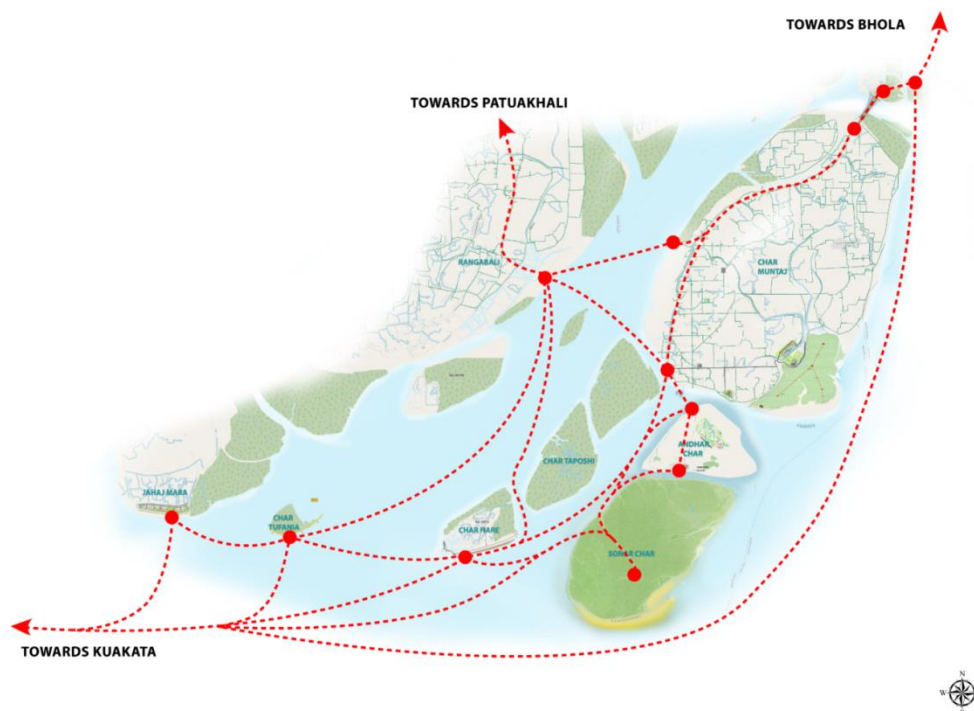 TOWARDS BHOLA
TOWARDS PATUAKHALI
RANGABALI
CHAR
MUNTAJ
ANDHAR
CHAR
CHAR TAPOSHI
JAHAJ MARA
CHAR
TUFANIA
CHAR HARE
SONAR CHAR
TOWARDS KUAKATA
N
W